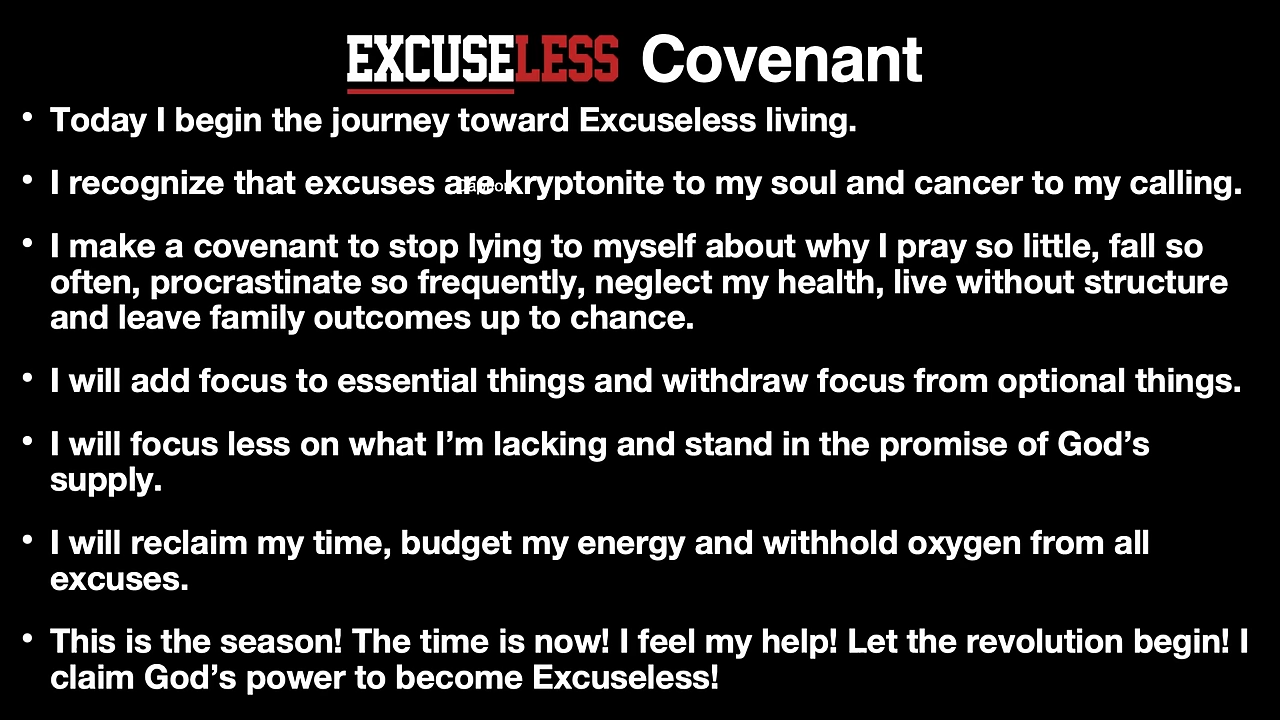 EXCUSELESS Covenant
• Today I begin the journey toward Excuseless living.
• I recognize that excuses are kryptonite to my soul and cancer to my calling.
• I make a covenant to stop lying to myself about why I pray so little, fall so
often, procrastinate so frequently, neglect my health, live without structure
and leave family outcomes up to chance.
• I will add focus to essential things and withdraw focus from optional things.
• I will focus less on what I’m lacking and stand in the promise of God’s
supply.
• I will reclaim my time, budget my energy and withhold oxygen from all
excuses.
• This is the season! The time is now! I feel my help! Let the revolution begin! I
claim God’s power to become Excuseless!